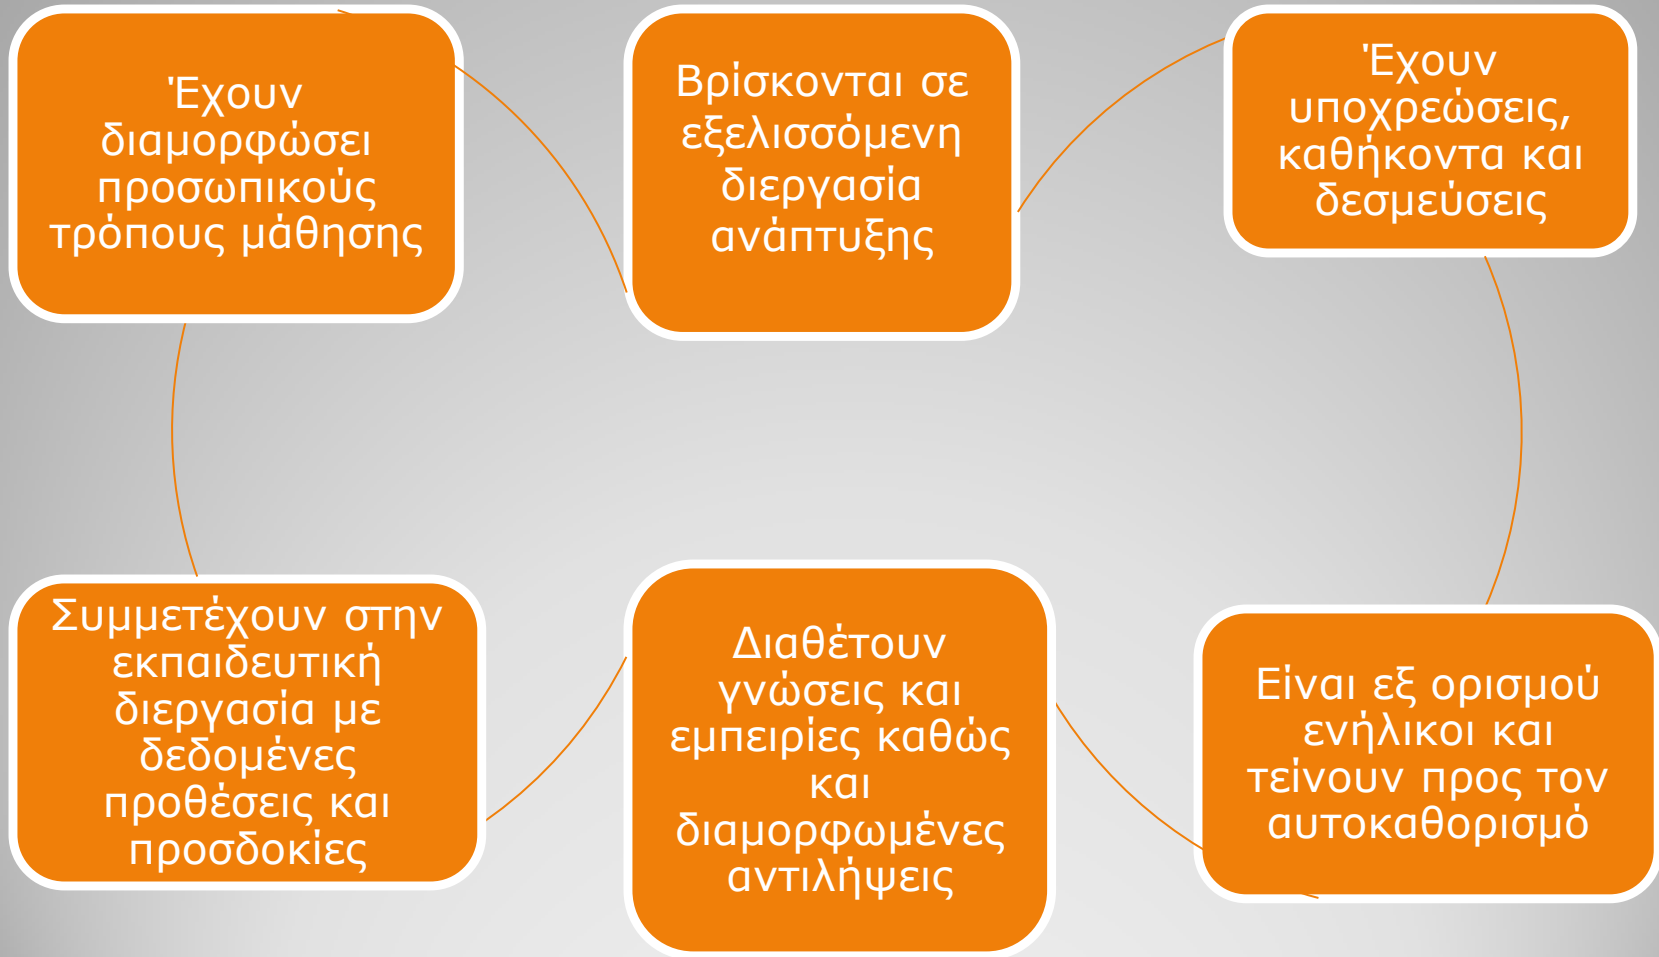 Έχουν
διαμορφώσει
προσωπικούς
τρόπους μάθησης
Βρίσκονται σε
εξελισσόμενη
διεργασία
ανάπτυξης
Έχουν
υποχρεώσεις,
καθήκοντα και
δεσμεύσεις
Συμμετέχουν στην
εκπαιδευτική
διεργασία με
δεδομένες
προθέσεις και
προσδοκίες
Διαθέτουν
γνώσεις και
εμπειρίες καθώς
και
διαμορφωμένες
αντιλήψεις
Είναι εξ ορισμού
ενήλικοι και
τείνουν προς τον
αυτοκαθορισμό